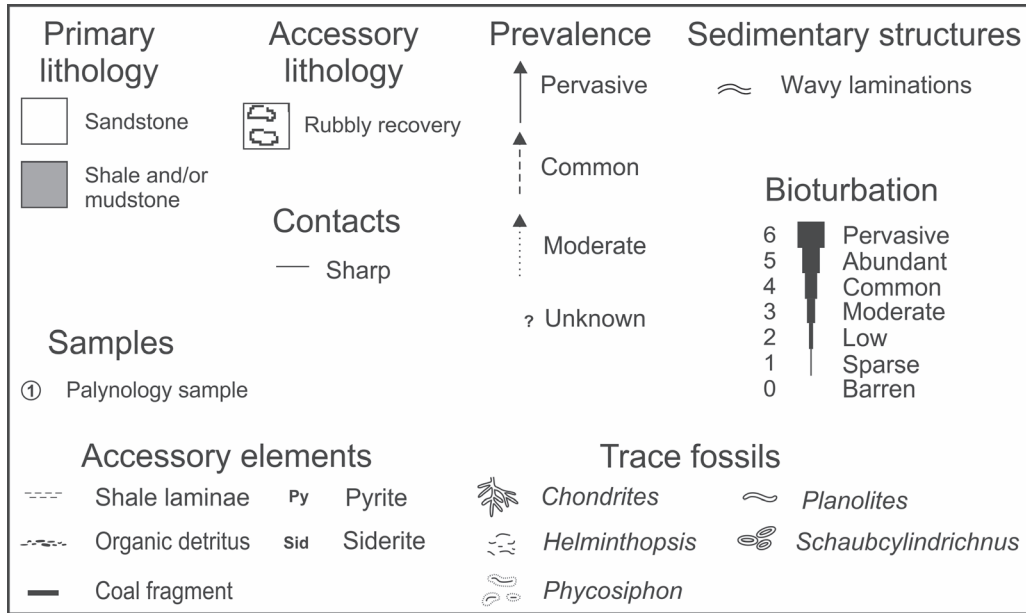 Primary
lithology
Sandstone
Shale and/or
mudstone
Accessory
lithology
Rubbly recovery
Contacts
Sharp
Prevalence
Pervasive
Common
Moderate
? Unknown
Sedimentary structures
Wavy laminations
Bioturbation
6 Pervasive
5 Abundant
4 Common
3 Moderate
2 Low
1 Sparse
0 Barren
Samples
① Palynology sample
Accessory elements
Shale laminae
Organic detritus
Coal fragment
Py Pyrite
Sid Siderite
Trace fossils
Chondrites
Helminthopsis
Phycosiphon
Planolites
Schaubcylindrichnus